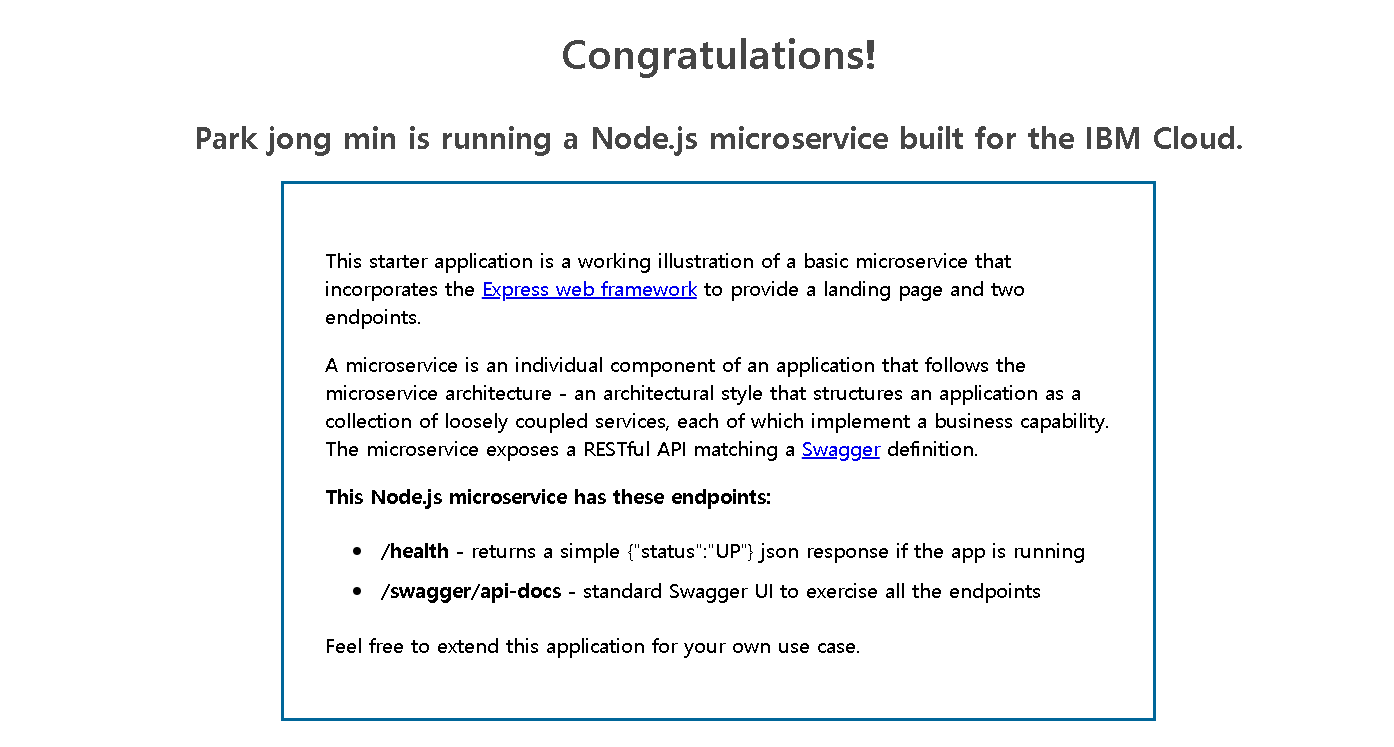 Congratulations!
Park jong min is running a Node.js microservice built for the IBM Cloud.
This starter application is a working illustration of a basic microservice that
incorporates the Express web framework to provide a landing page and two
endpoints.
A microservice is an individual component of an application that follows the
microservice architecture - an architectural style that structures an application as a
collection of loosely coupled services, each of which implement a business capability.
The microservice exposes a RESTful API matching a Swagger definition.
This Node.js microservice has these endpoints:
• /health - returns a simple {"status":"UP"} json response if the app is running
• /swagger/api-docs - standard Swagger UI to exercise all the endpoints
Feel free to extend this application for your own use case.